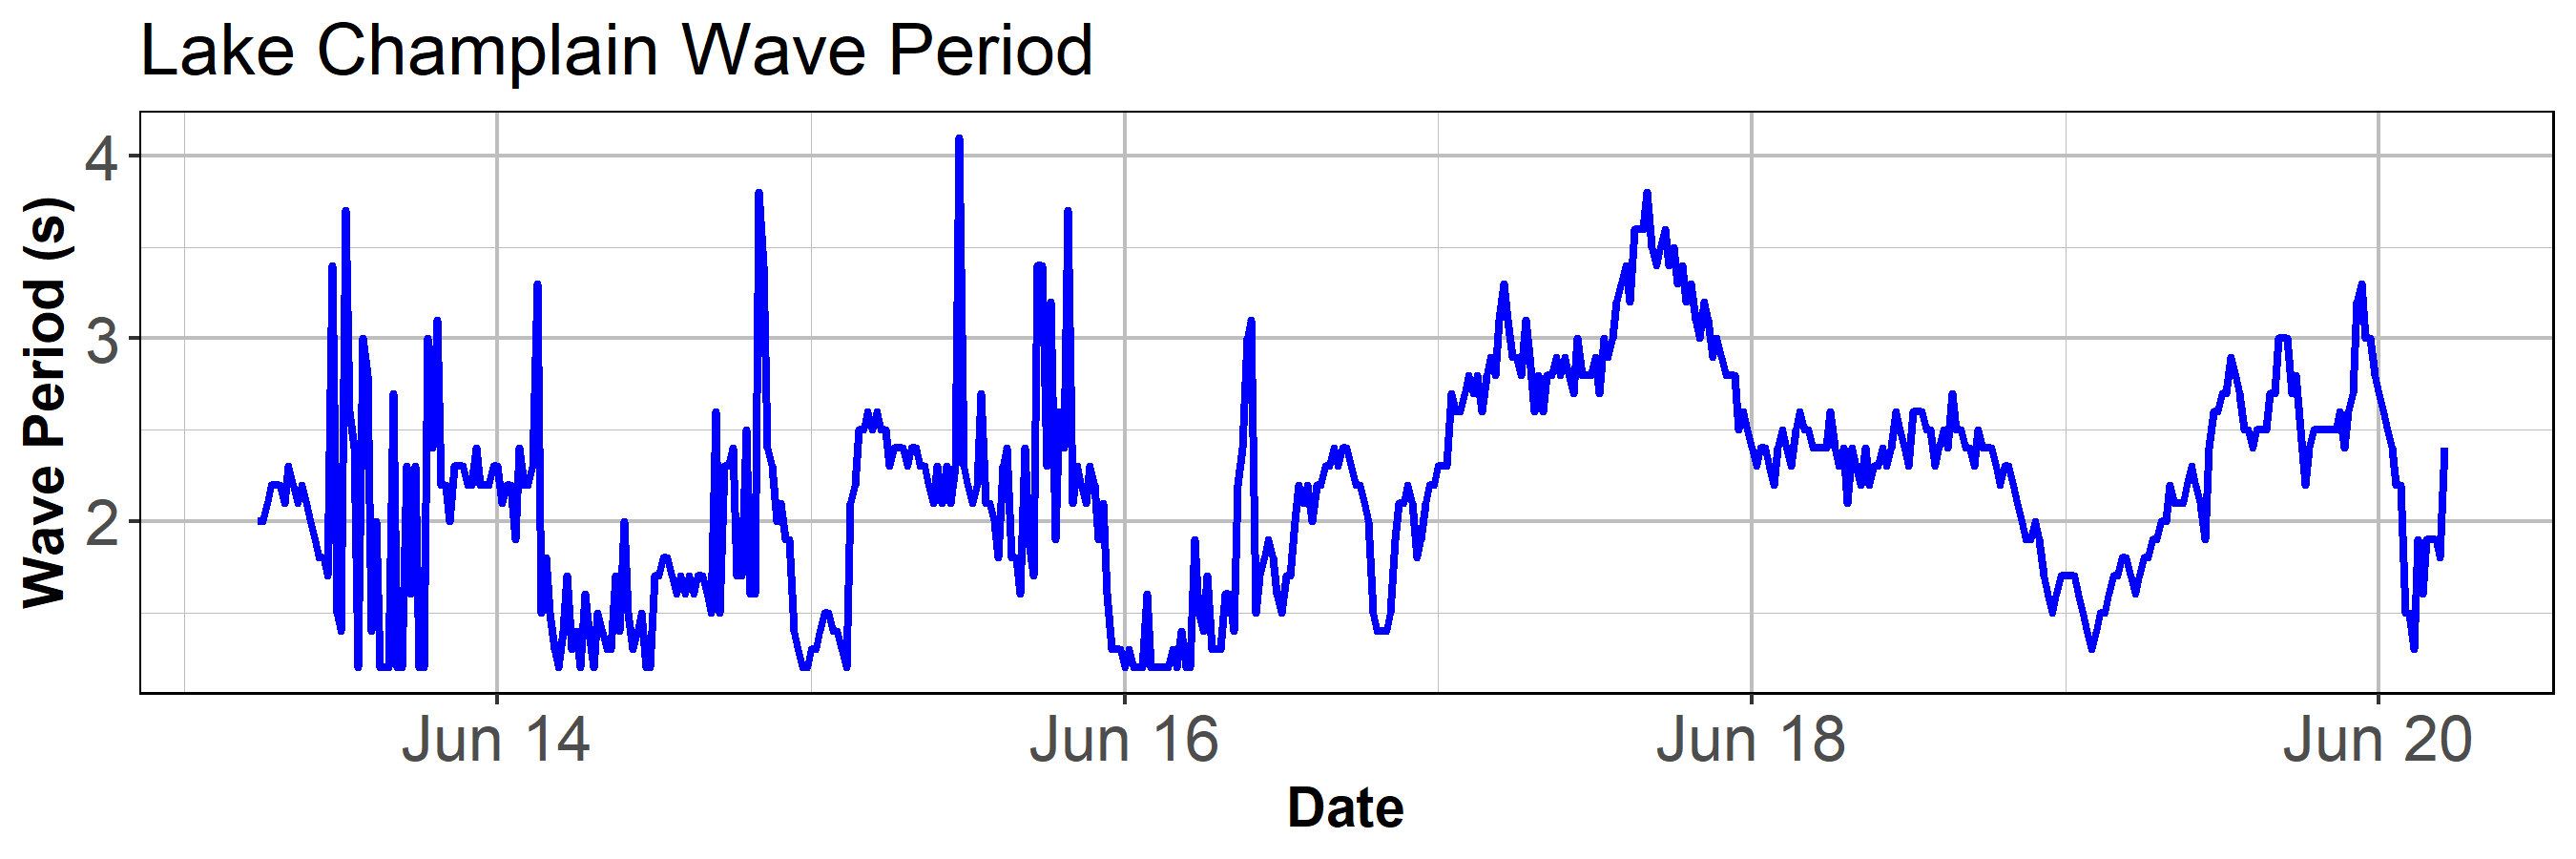 Lake Champlain Wave Period
Wave Period (s)
4
3
2
Jun 14 Jun 16 Jun 18 Jun 20
Date